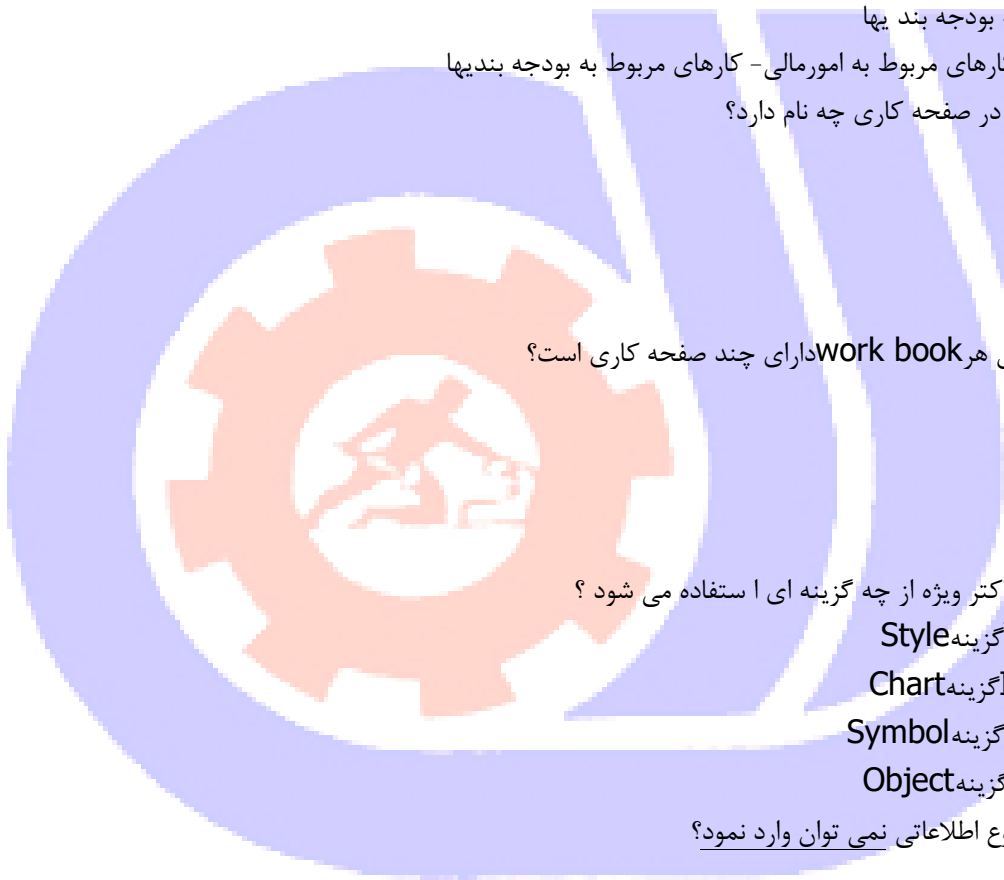 بودجه بند یها
کارهای مربوط به امورمالی- کارهای مربوط به بودجه بندیها
در صفحه کاری چه نام دارد؟
هرwork bookدارای چند صفحه کاری است؟
ویژه از چه گزینه ای ا ستفاده می شود ؟
گزینهStyle
گزینهChart
گزینهSymbol
گزینهObject
اطلاعاتی نمی توان وارد نمود؟